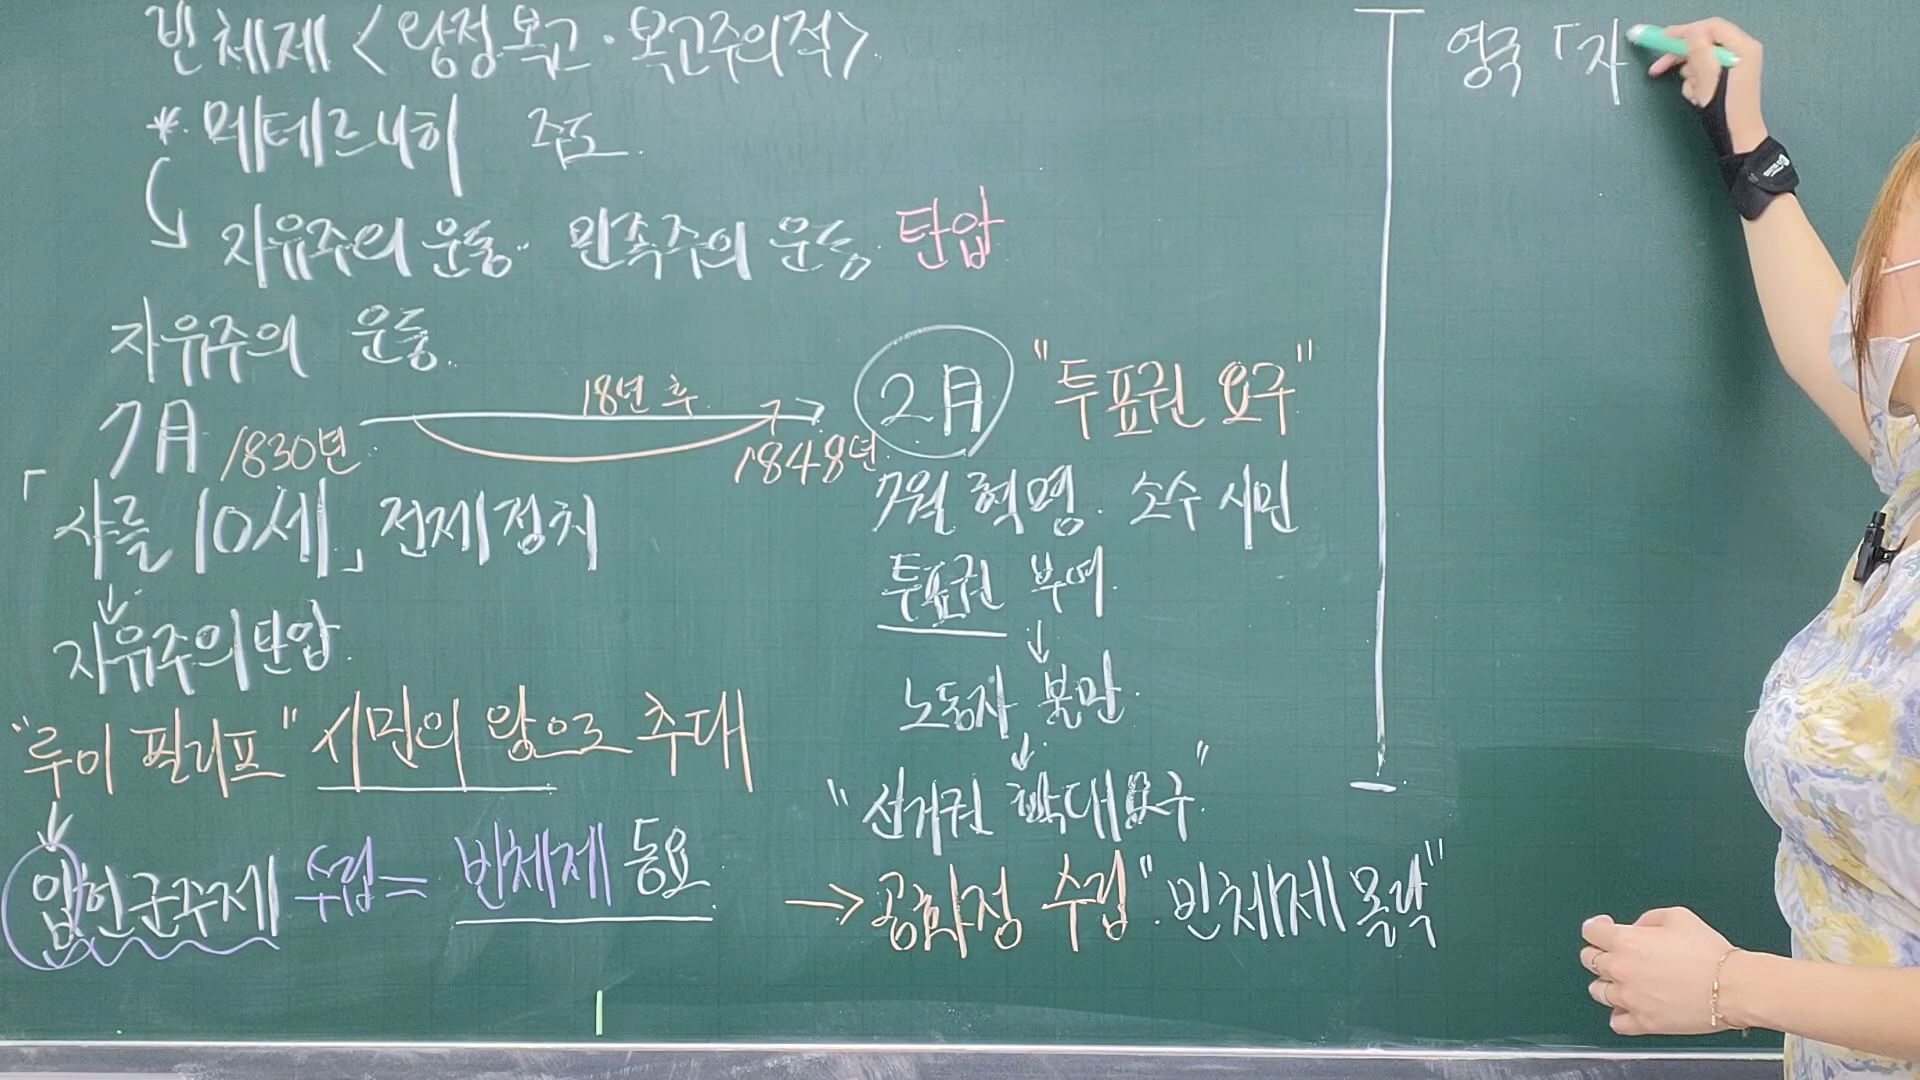 빈체제 <왕정복고·복고주의적>
* 메테르니히 주도.
자유주의 운동. 민족주의 운동. 탄압
자유주의 운동.
7月 1830년 18년 후 1848년
「샤를 10세」 전제정치
자유주의탄압.
"루이 필리프" 시민의 왕으로 추대
입헌군주제 수립 = 빈체제 동요.
2月 "투표권 요구"
7월 혁명. 소수 시민
투표권 부여.
노동자 불만.
"선거권 확대요구."
→ 공화정 수립. "빈체제 몰락"
영국 「자